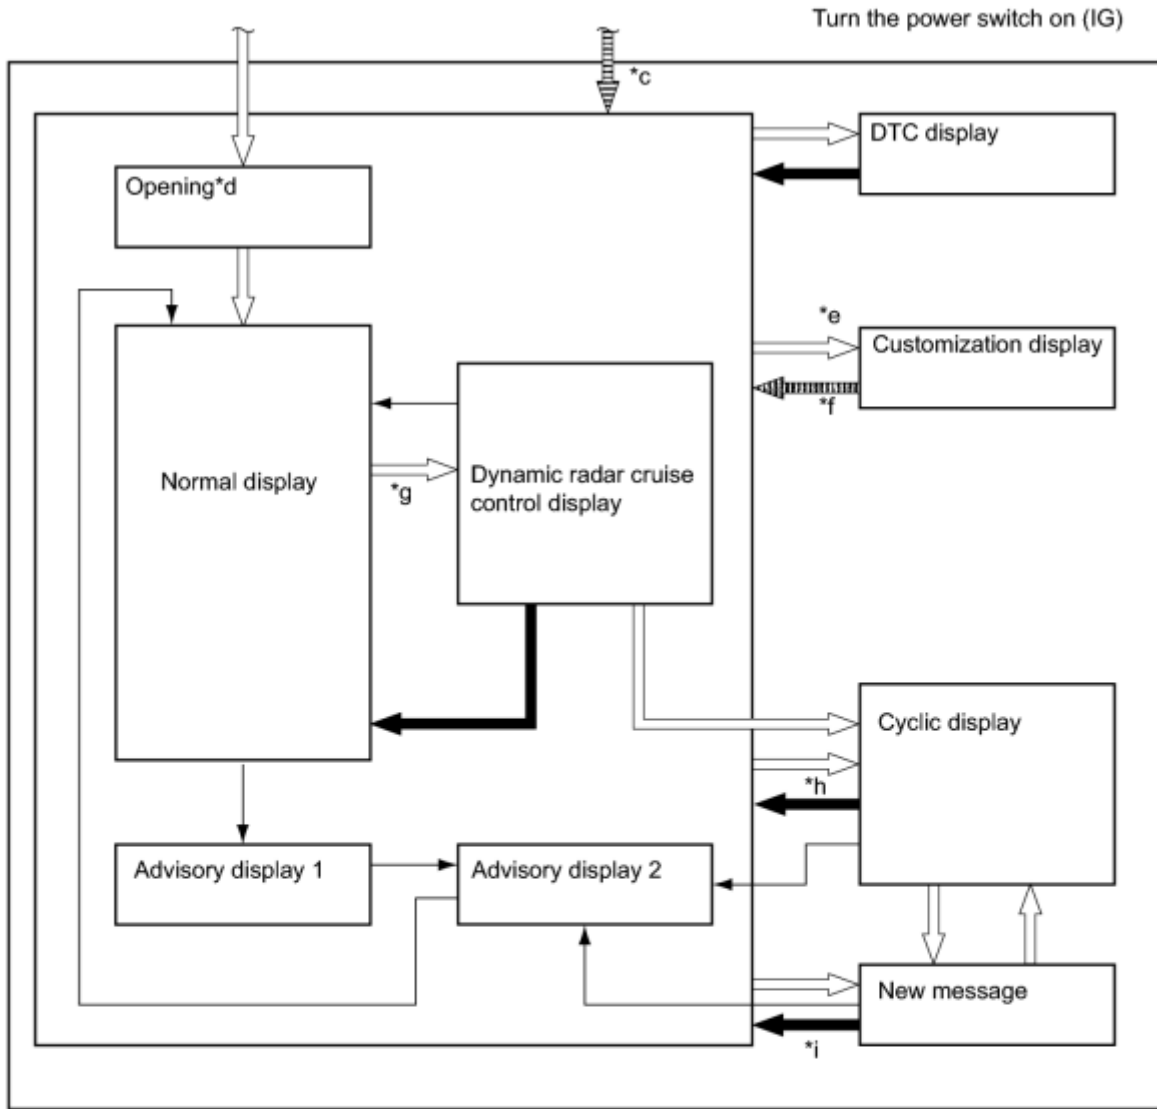 Turn the power switch on (IG)
*c
DTC display
Opening*d
*e
Customization display
*f
Normal display
*g
Dynamic radar cruise
control display
Cyclic display
*h
Advisory display 1
Advisory display 2
New message
*i